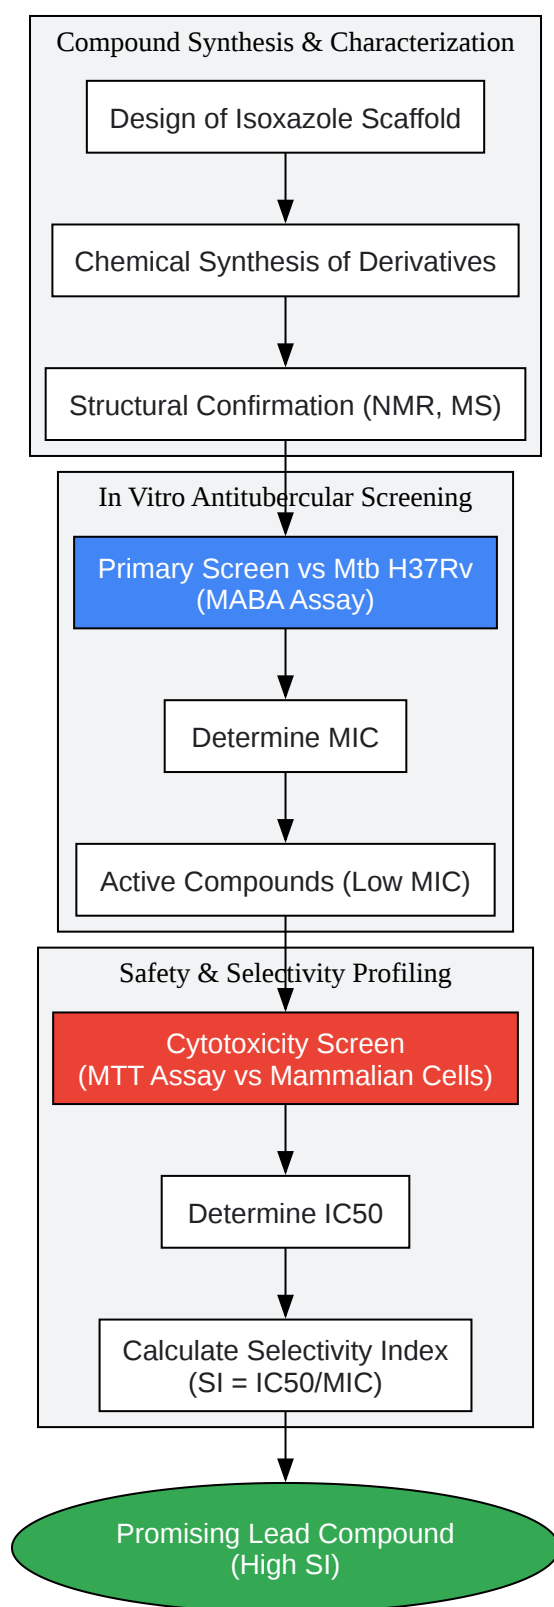 Compound Synthesis & Characterization
Design of Isoxazole Scaffold
Chemical Synthesis of Derivatives
Structural Confirmation (NMR, MS)
In Vitro Antitubercular Screening
Primary Screen vs Mtb H37Rv
(MABA Assay)
Determine MIC
Active Compounds (Low MIC)
Safety & Selectivity Profiling
Cytotoxicity Screen
(MTT Assay vs Mammalian Cells)
Determine IC50
Calculate Selectivity Index
(SI = IC50/MIC)
Promising Lead Compound
(High SI)